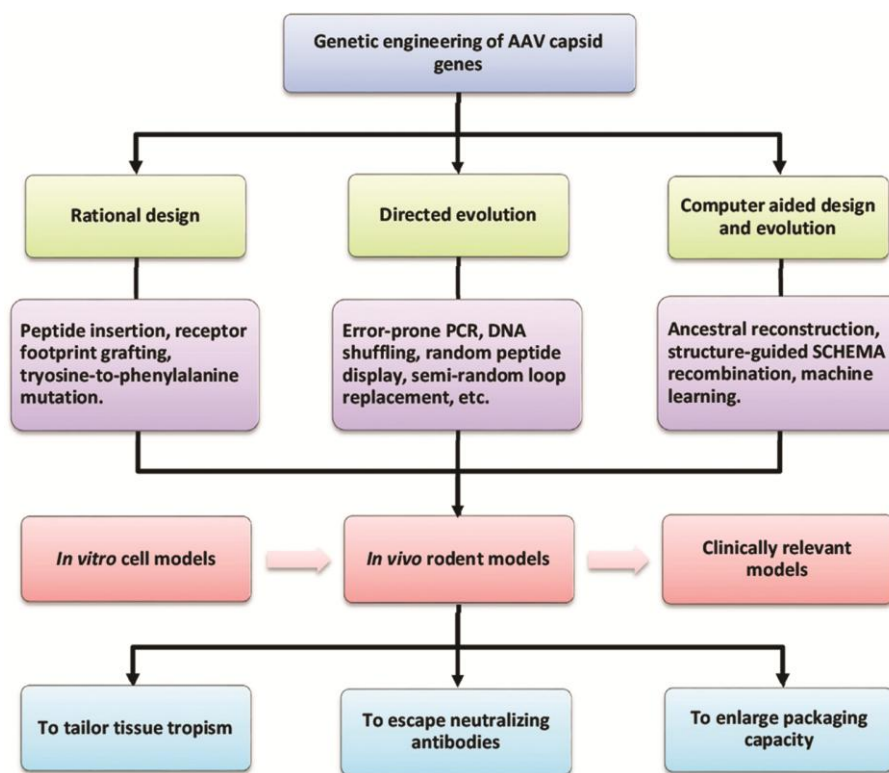 Genetic engineering of AAV capsid
genes
Rational design
Directed evolution
Computer aided design
and evolution
Peptide insertion, receptor
footprint grafting,
tryosine-to-phenylalanine
mutation.
Error-prone PCR, DNA
shuffling, random peptide
display, semi-random loop
replacement, etc.
Ancestral reconstruction,
structure-guided SCHEMA
recombination, machine
learning.
In vitro cell models
In vivo rodent models
Clinically relevant
models
To tailor tissue tropism
To escape neutralizing
antibodies
To enlarge packaging
capacity